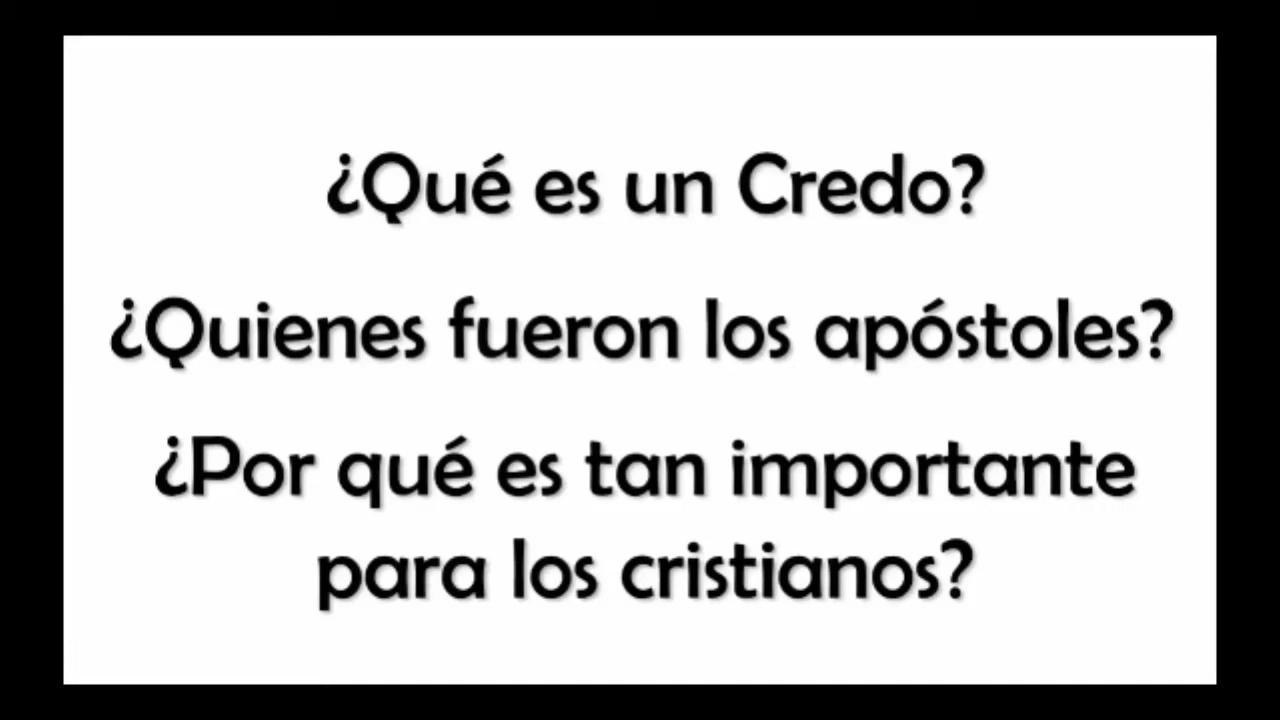 ¿Qué es un Credo?
¿Quienes fueron los apóstoles?
¿Por qué es tan importante
para los cristianos?